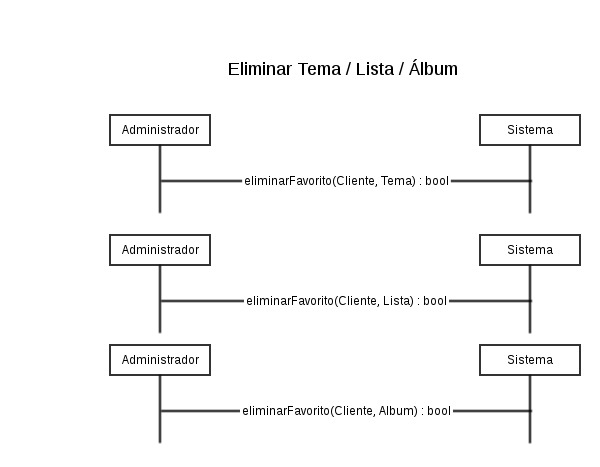 Eliminar Tema / Lista / Álbum
Administrador
Sistema
eliminarFavorito(Cliente, Tema) : bool
Administrador
Sistema
eliminarFavorito(Cliente, Lista) : bool
Administrador
Sistema
eliminarFavorito(Cliente, Album) : bool